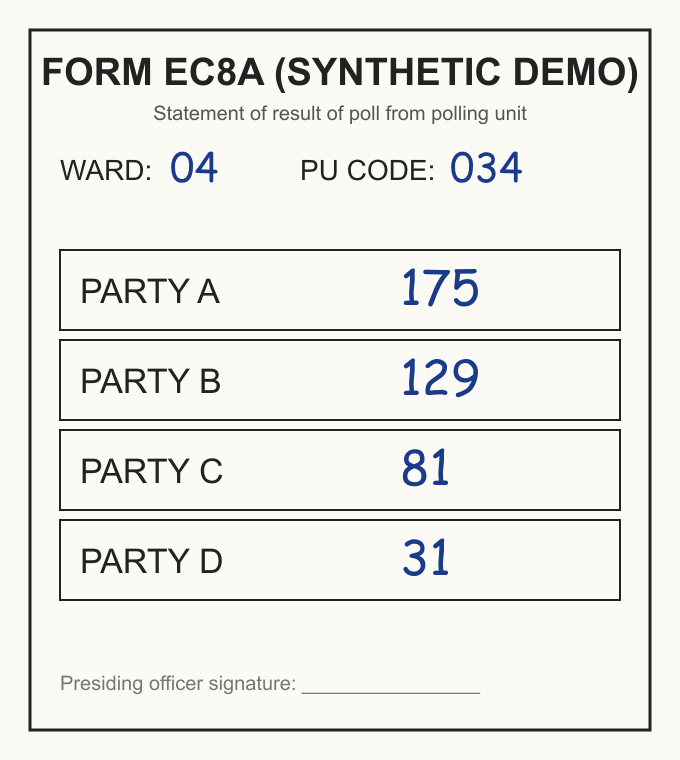 FORM EC8A (SYNTHETIC DEMO)
Statement of result of poll from polling unit
WARD: 04 PU CODE: 034
PARTY A 175
PARTY B 129
PARTY C 81
PARTY D 31
Presiding officer signature: ________________